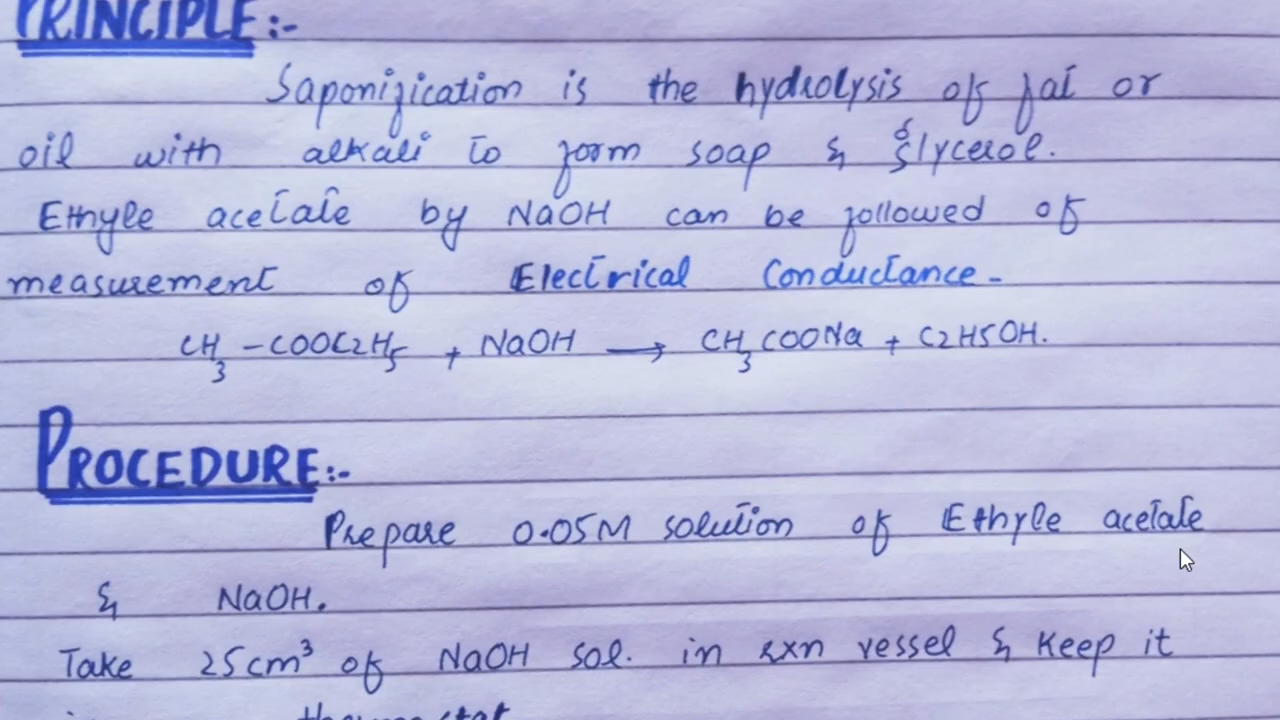 PRINCIPLE:-
Saponification is the hydrolysis of fat or
oil with alkali to form soap & glycerol.
Ethyle acetate by NaOH can be followed of
measurement of Electrical Conductance-
CH3-COOC2H5 + NaOH → CH3COONa + C2H5OH.
PROCEDURE:-
Prepare 0.05M solution of Ethyle acetate
& NaOH.
Take 25cm³ of NaOH sol. in rxn vessel & Keep it
thermostat